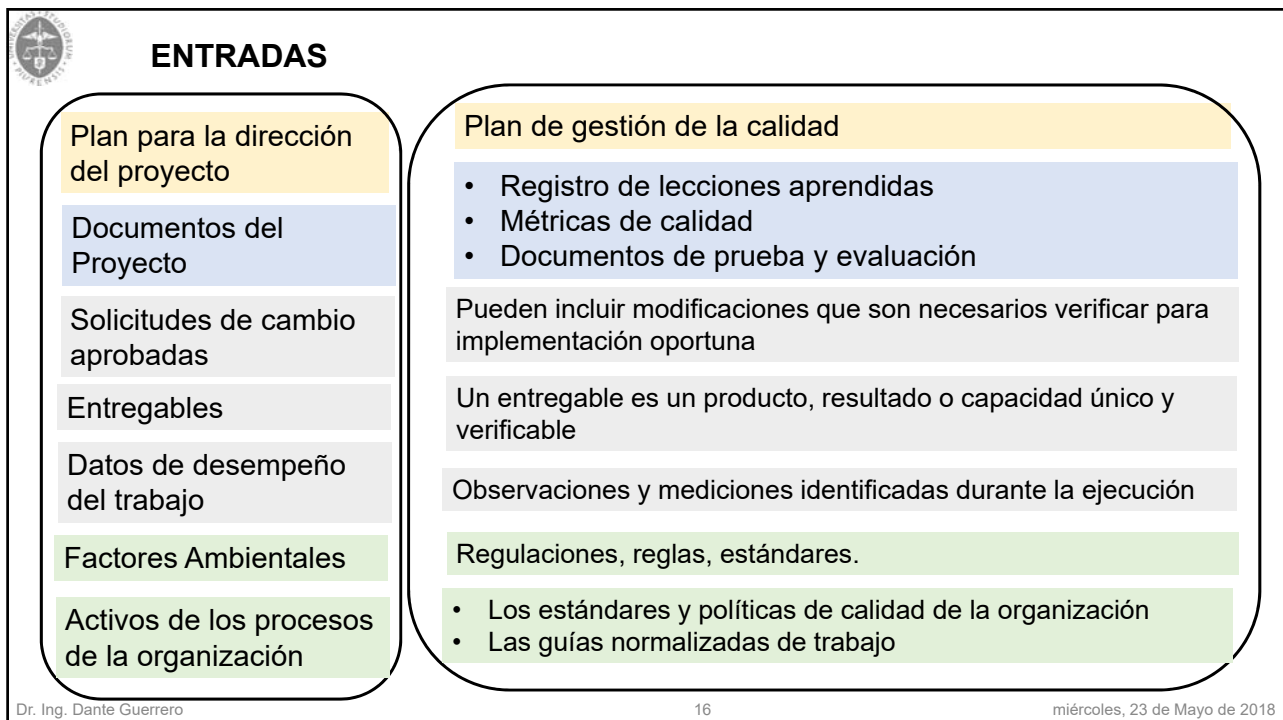 ENTRADAS
Plan para la dirección
del proyecto
Plan de gestión de la calidad
Documentos del
Proyecto
• Registro de lecciones aprendidas
• Métricas de calidad
• Documentos de prueba y evaluación
Solicitudes de cambio
aprobadas
Pueden incluir modificaciones que son necesarios verificar para
implementación oportuna
Entregables
Un entregable es un producto, resultado o capacidad único y
verificable
Datos de desempeño
del trabajo
Observaciones y mediciones identificadas durante la ejecución
Factores Ambientales
Regulaciones, reglas, estándares.
Activos de los procesos
de la organización
• Los estándares y políticas de calidad de la organización
• Las guías normalizadas de trabajo
Dr. Ing. Dante Guerrero
16
miércoles, 23 de Mayo de 2018